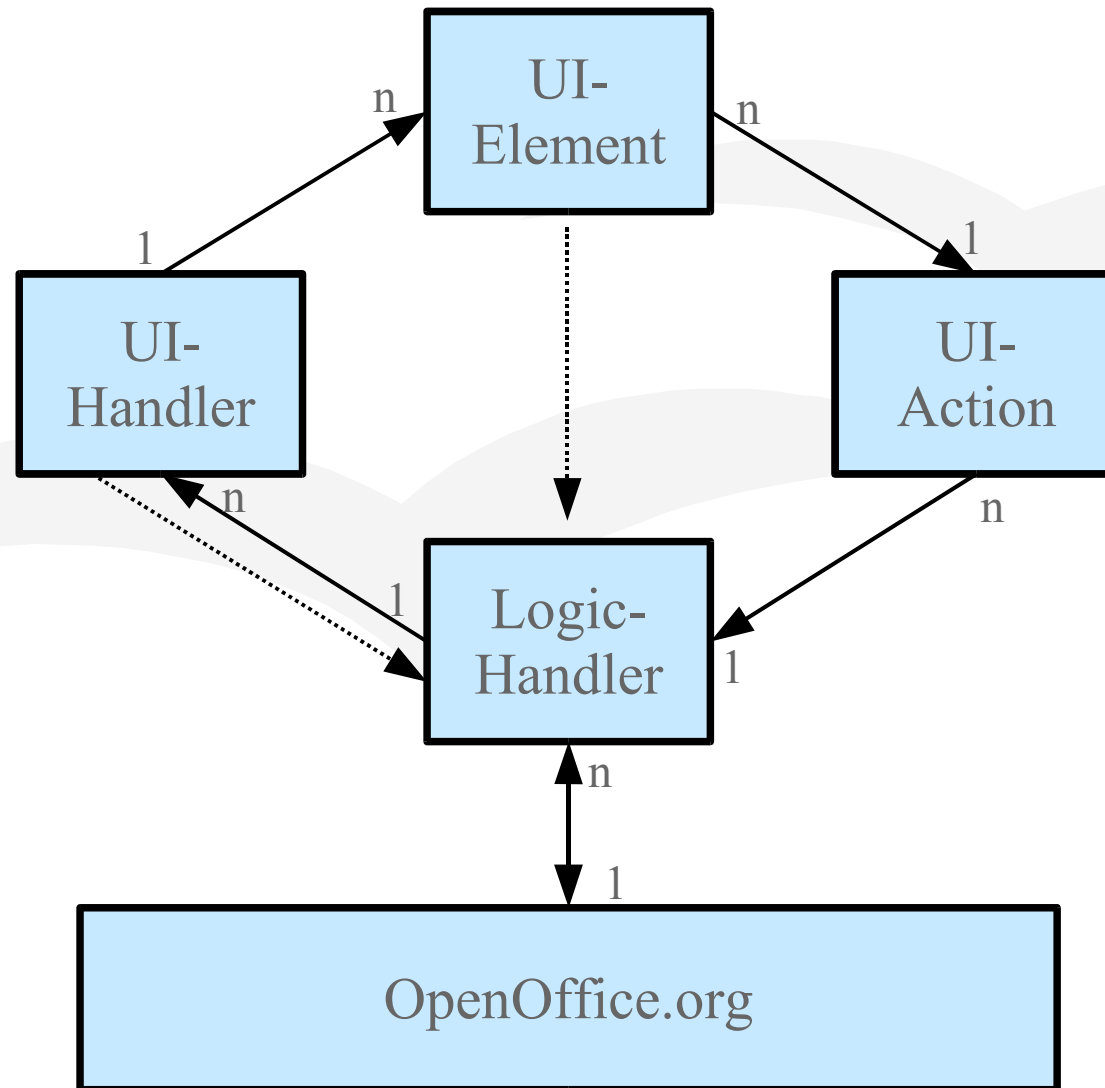 UI-
Element
n
n
1
1
UI-
Handler
UI-
Action
n
n
1
1
Logic-
Handler
n
1
OpenOffice.org